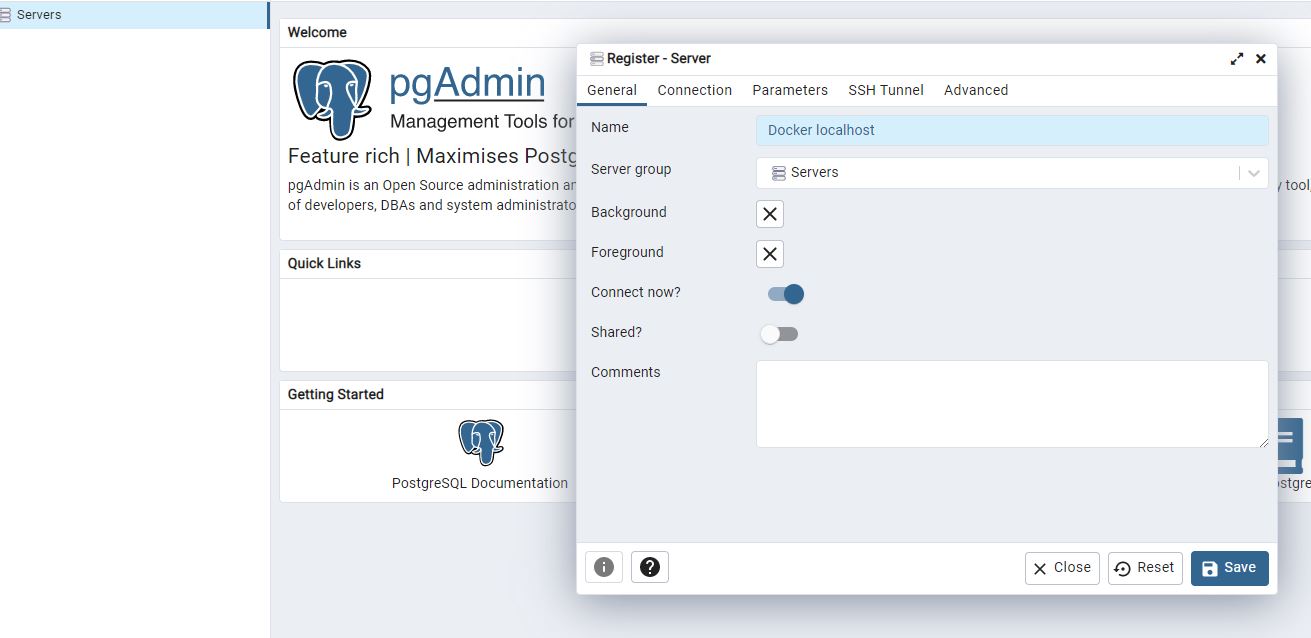 Servers
Welcome
pgAdmin
Management Tools for
Feature rich | Maximises Postg
pgAdmin is an Open Source administration an
of developers, DBAs and system administrato
Quick Links
Getting Started
PostgreSQL Documentation
Register - Server
General Connection Parameters SSH Tunnel Advanced
Name Docker localhost
Server group Servers
Background
Foreground
Connect now?
Shared?
Comments
Close Reset Save
y tool,
ostgre